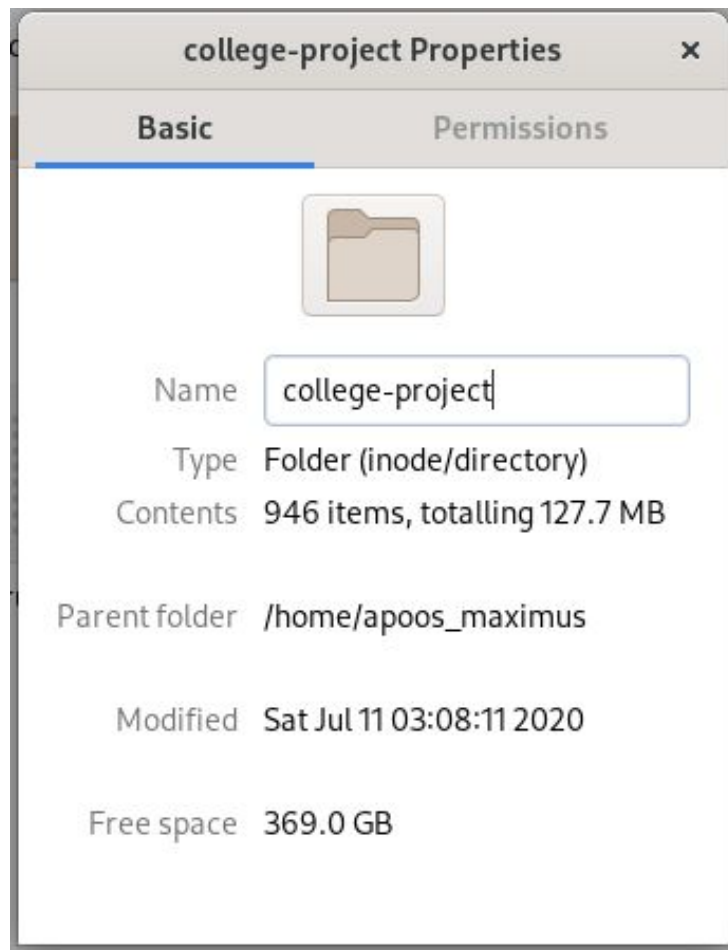 college-project Properties ×
Basic Permissions
Name college-project
Type Folder (inode/directory)
Contents 946 items, totalling 127.7 MB
Parent folder /home/apoos_maximus
Modified Sat Jul 11 03:08:11 2020
Free space 369.0 GB